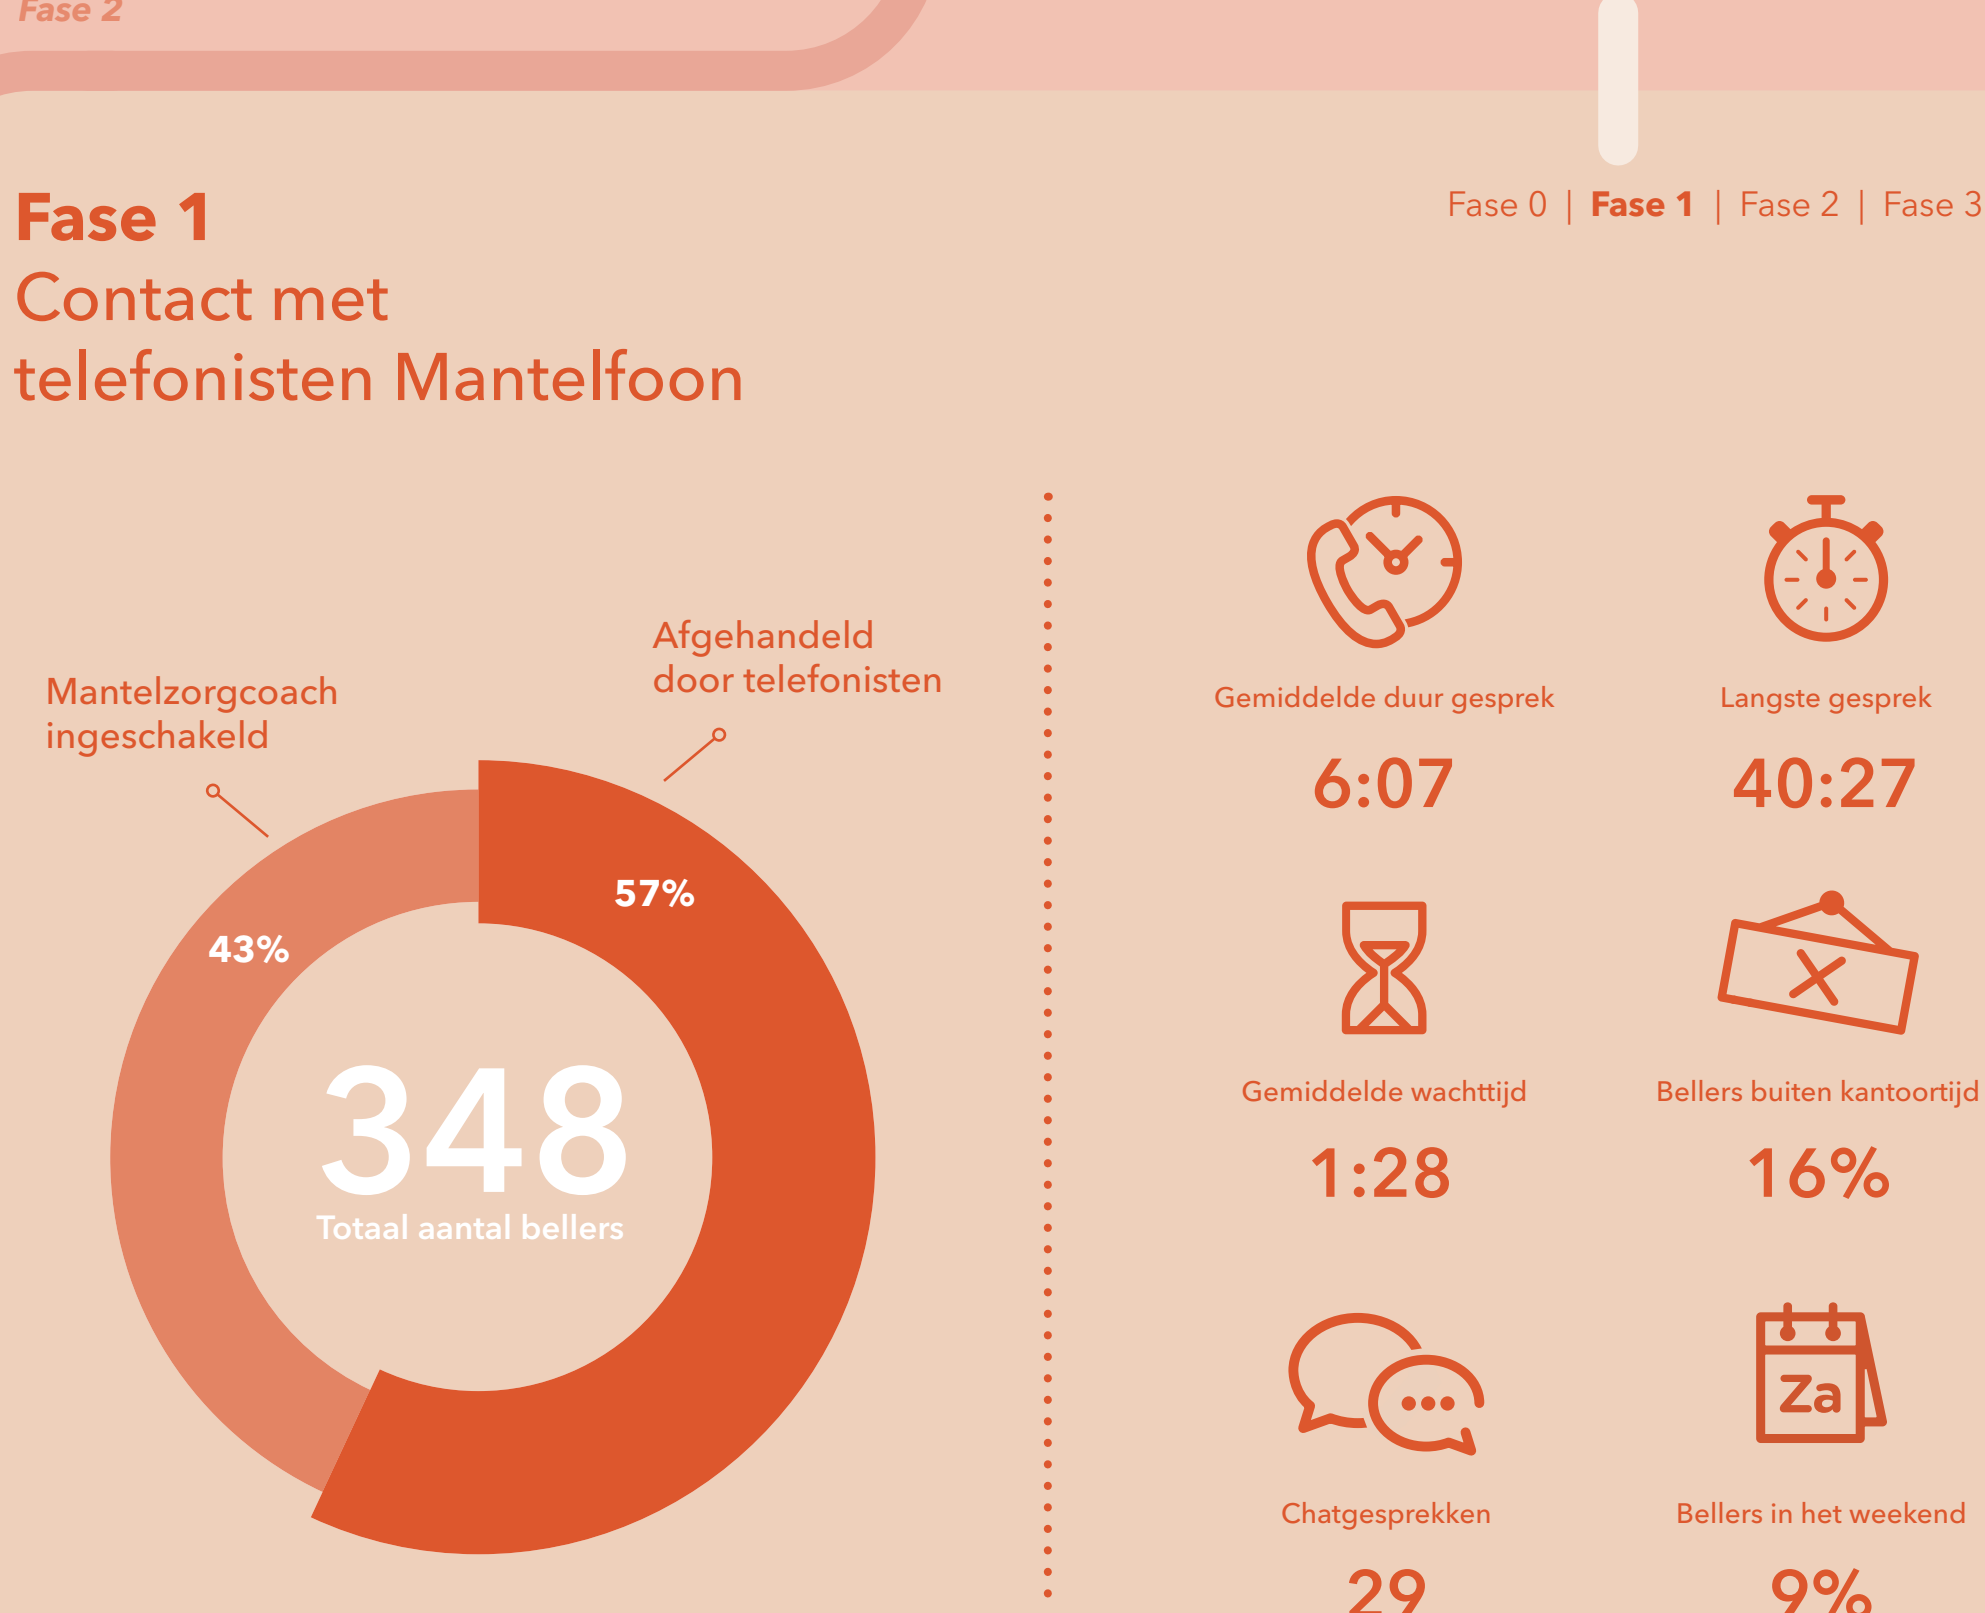 Fase 2
Fase 0 | Fase 1 | Fase 2 | Fase 3
Fase 1
Contact met
telefonisten Mantelfoon
Afgehandeld
door telefonisten
Mantelzorgcoach
ingeschakeld
57%
43%
348
Totaal aantal bellers
Gemiddelde duur gesprek
6:07
Langste gesprek
40:27
X
Gemiddelde wachttijd
1:28
Bellers buiten kantoortijd
16%
Za
Chatgesprekken
29
Bellers in het weekend
9%